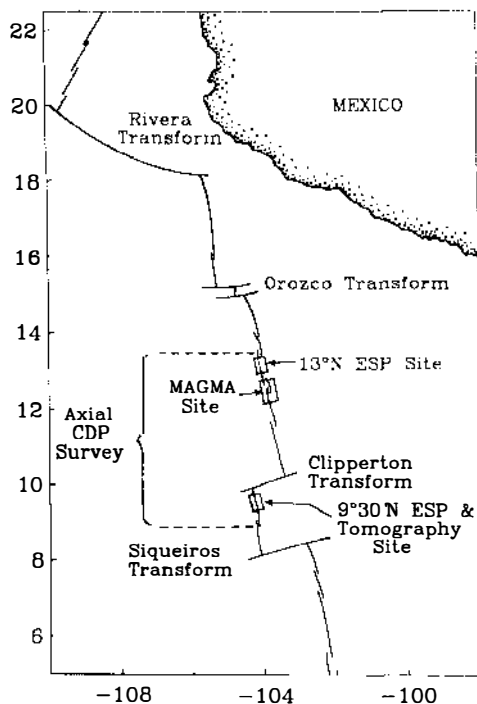 22
20
18
16
14
12
10
8
6
Rivera
Transform
MEXICO
Orozco Transform
13°N ESP Site
MAGMA
Site
Axial
CDP
Survey
Clipperton
Transform
9°30'N ESP &
Tomography
Site
Siqueiros
Transform
-108
-104
-100